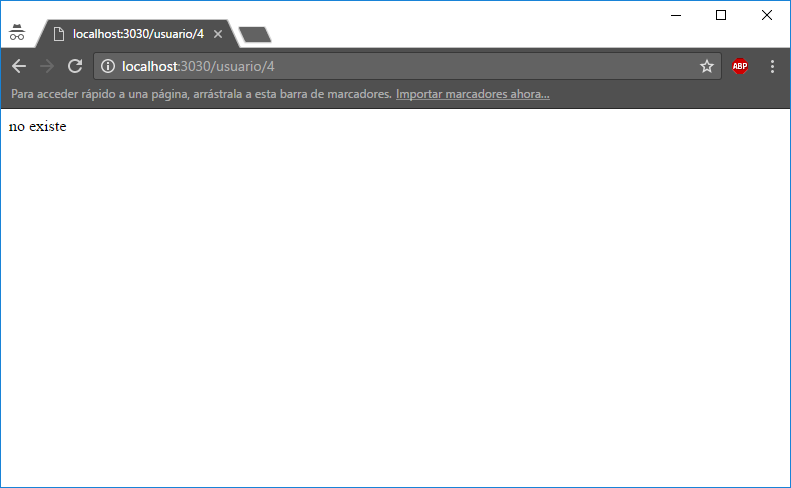 localhost:3030/usuario/4
localhost:3030/usuario/4
ABP
Para acceder rápido a una página, arrástrala a esta barra de marcadores. Importar marcadores ahora...
no existe